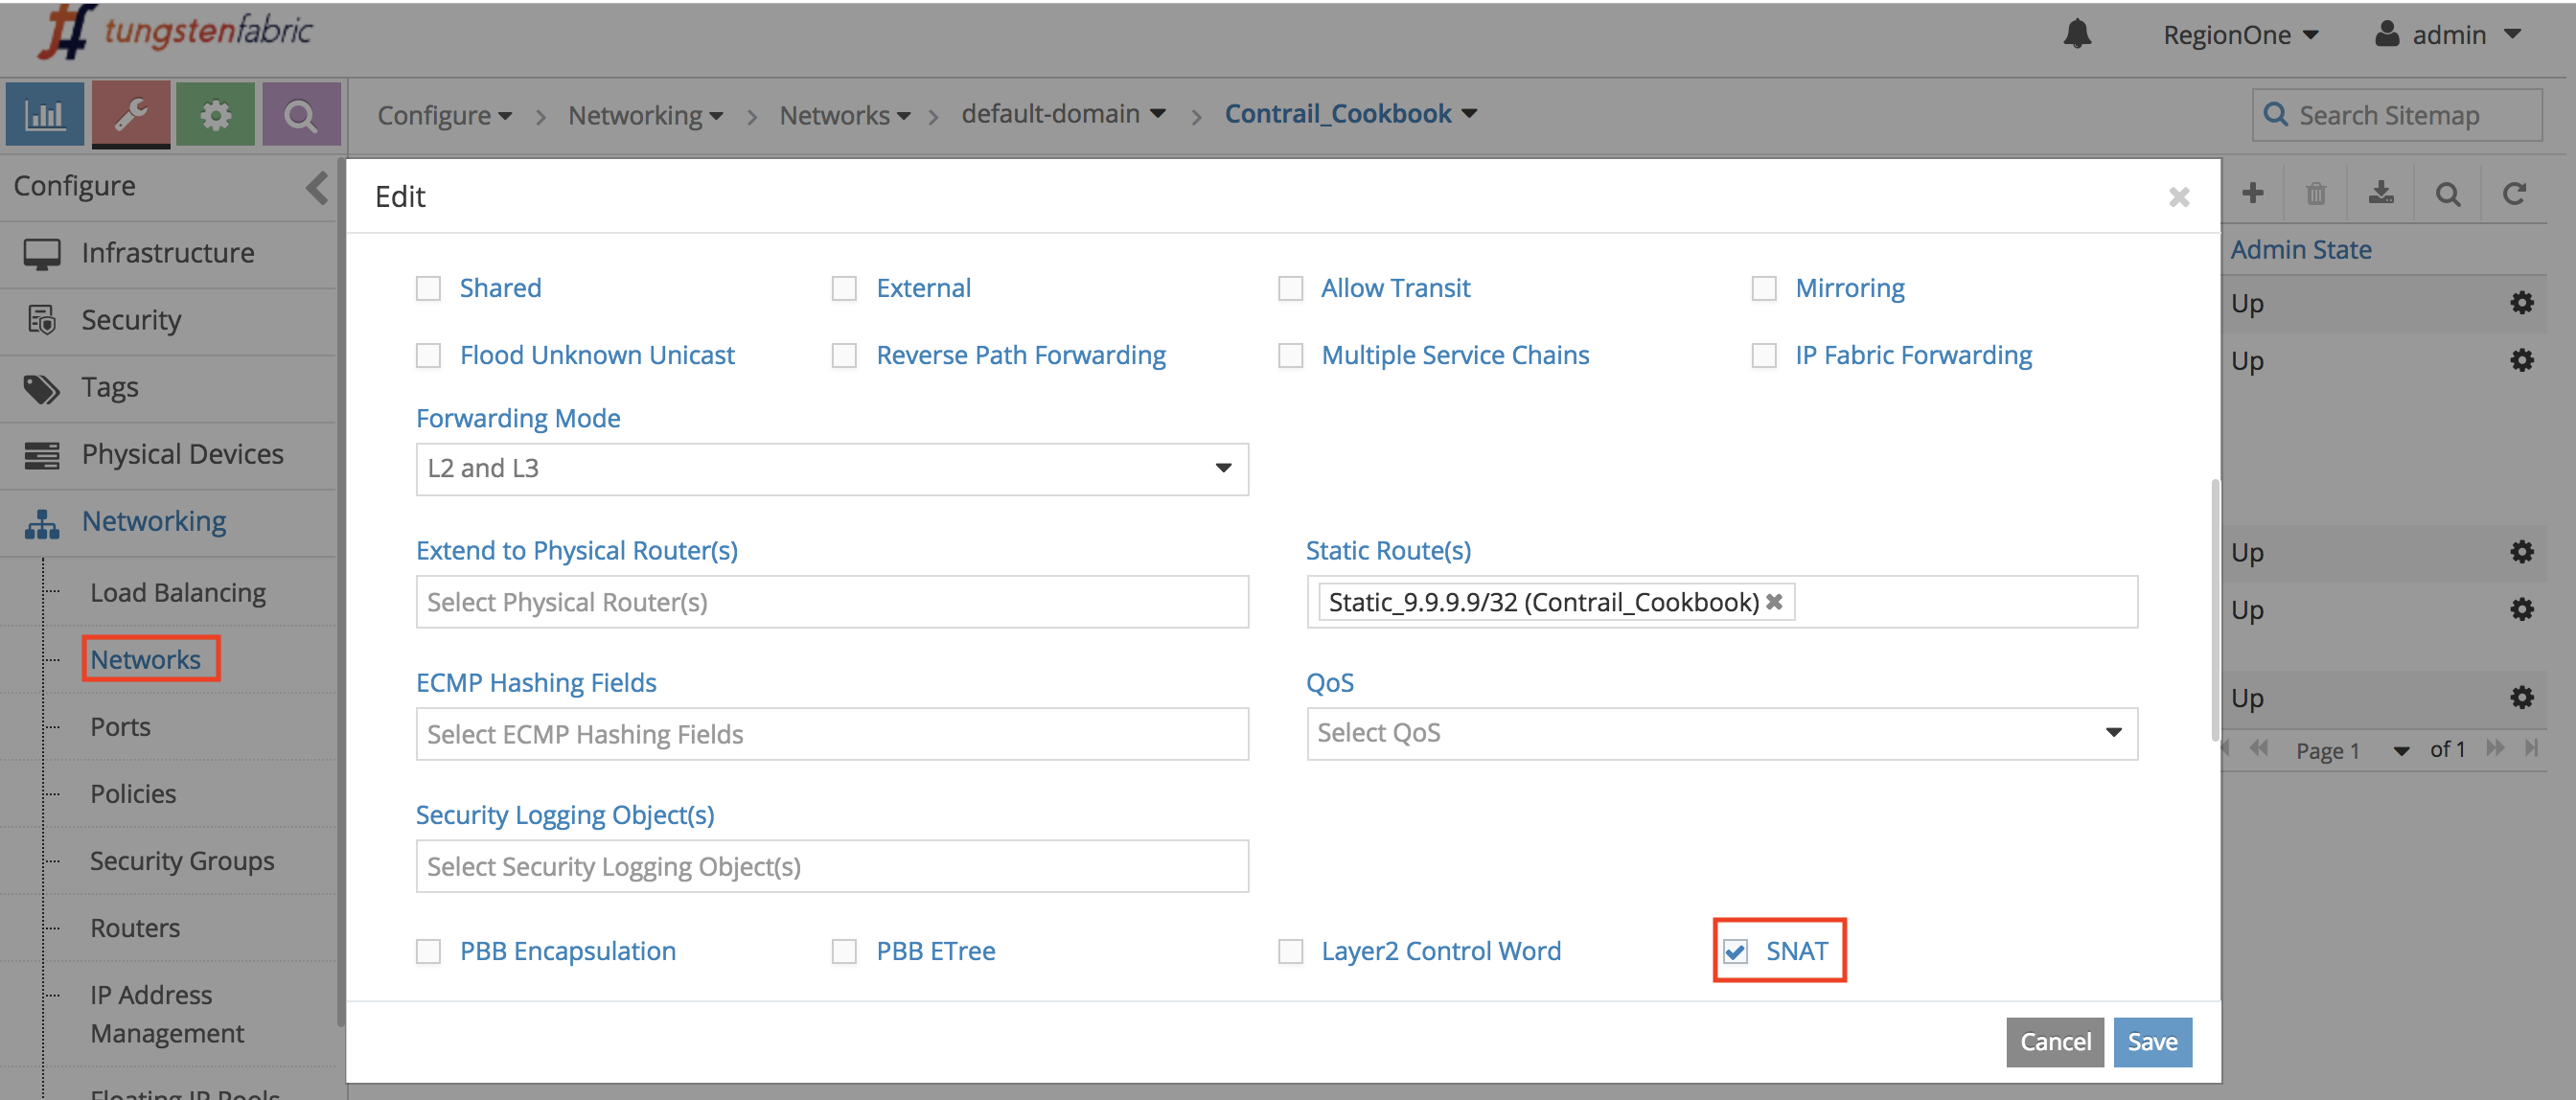 tungstenfabric
RegionOne
admin
Configure > Networking > Networks > default-domain > Contrail_Cookbook
Search Sitemap
Configure
Edit
Admin State
Infrastructure
Shared
External
Allow Transit
Mirroring
Up
Security
Flood Unknown Unicast
Reverse Path Forwarding
Multiple Service Chains
IP Fabric Forwarding
Up
Tags
Forwarding Mode
Physical Devices
L2 and L3
Networking
Extend to Physical Router(s)
Static Route(s)
Up
Load Balancing
Select Physical Router(s)
Static_9.9.9.9/32 (Contrail_Cookbook)
Up
Networks
ECMP Hashing Fields
QoS
Up
Ports
Select ECMP Hashing Fields
Select QoS
Page 1 of 1
Policies
Security Logging Object(s)
Security Groups
Select Security Logging Object(s)
Routers
PBB Encapsulation
PBB ETree
Layer2 Control Word
SNAT
IP Address
Management
Cancel
Save
Floating IP Pools